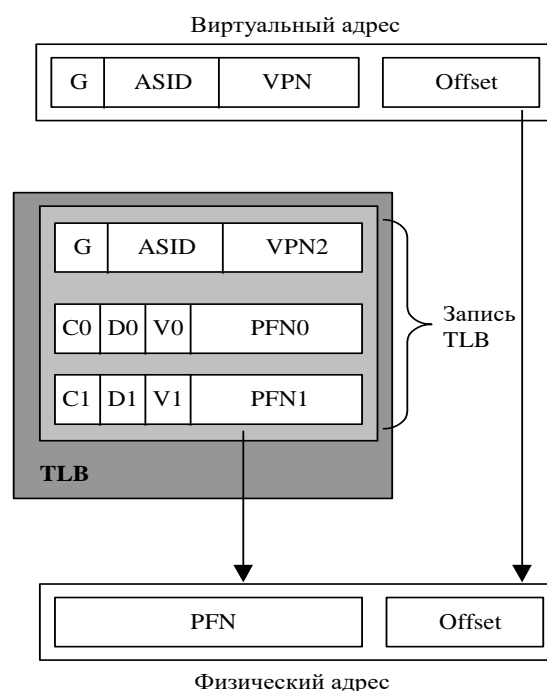 Виртуальный адрес
G ASID VPN Offset
G ASID VPN2
C0 D0 V0 PFN0
C1 D1 V1 PFN1
Запись
TLB
TLB
PFN Offset
Физический адрес